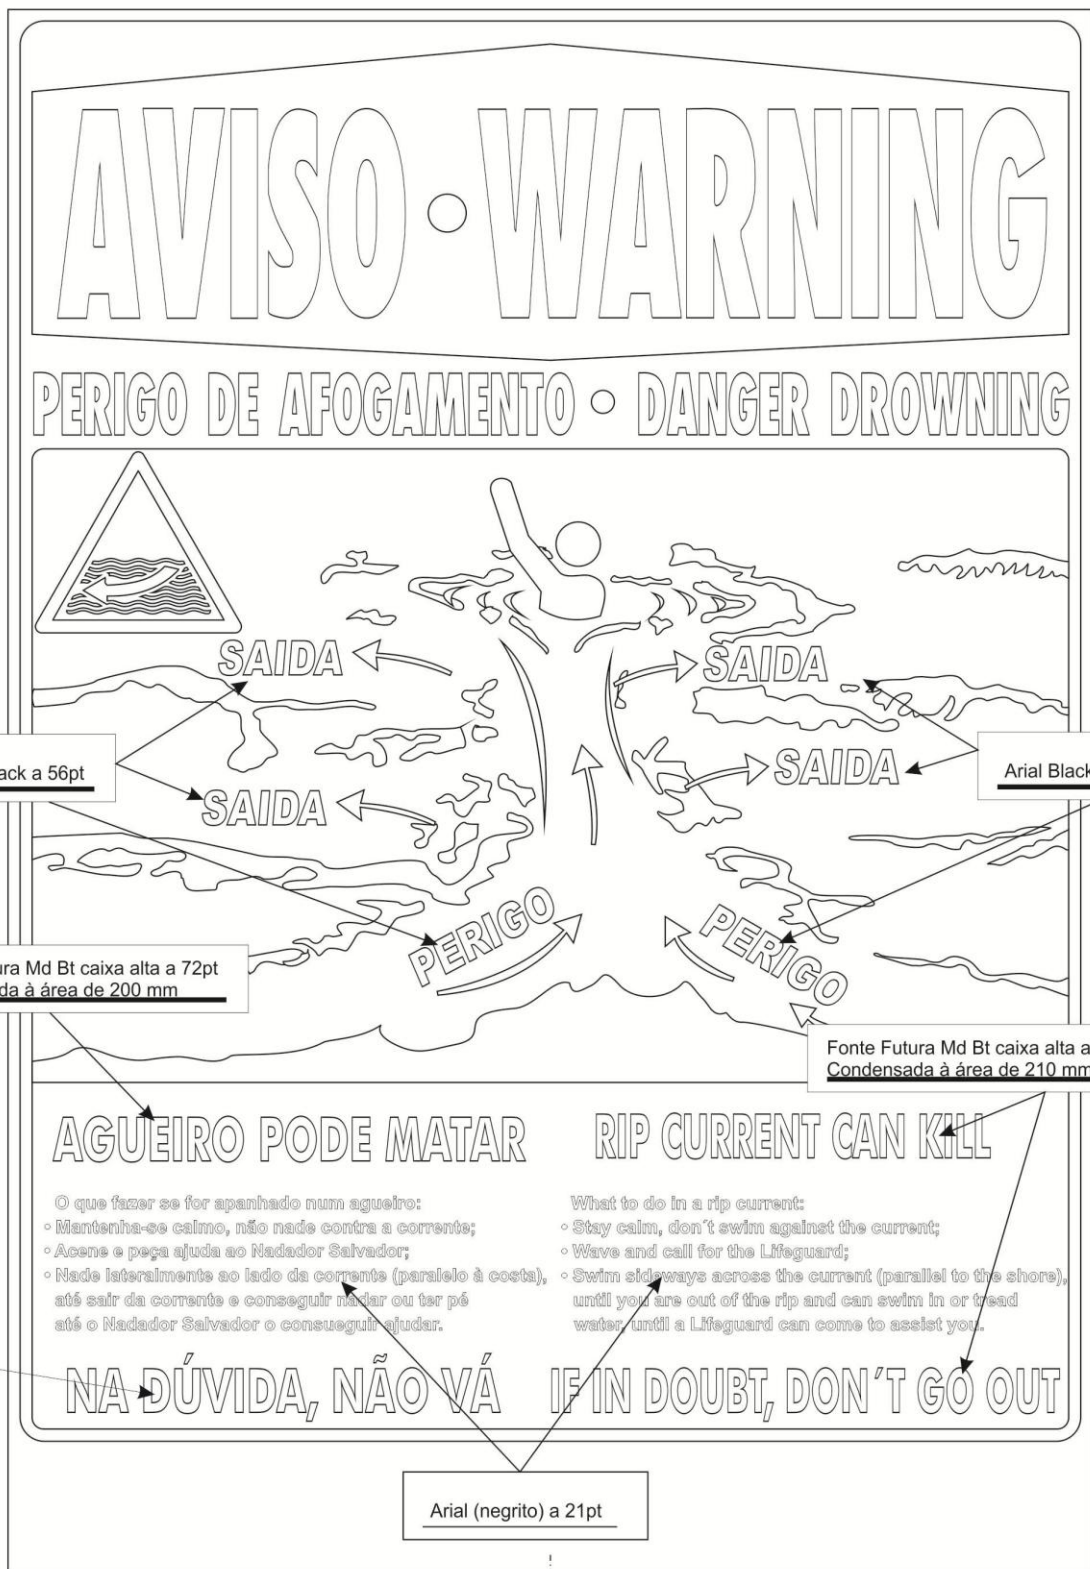 AVISO • WARNING
PERIGO DE AFOGAMENTO • DANGER DROWNING
SAIDA
SAIDA
SAIDA
SAIDA
ack a 56pt
Arial Black
PERIGO
PERIGO
ura Md Bt caixa alta a 72pt
da à área de 200 mm
Fonte Futura Md Bt caixa alta a
Condensada à área de 210 mm
AGUEIRO PODE MATAR
O que fazer se for apanhado num agueiro:
• Mantenha-se calmo, não nade contra a corrente;
• Acene e peça ajuda ao Nadador Salvador;
• Nade lateralmente ao lado da corrente (paralelo à costa),
até sair da corrente e conseguir nadar ou ter pé
até o Nadador Salvador o consueguir ajudar.
NA DÚVIDA, NÃO VÁ
RIP CURRENT CAN KILL
What to do in a rip current:
• Stay calm, don´t swim against the current;
• Wave and call for the Lifeguard;
• Swim sideways across the current (parallel to the shore),
until you are out of the rip and can swim in or tread
water, until a Lifeguard can come to assist you.
IF IN DOUBT, DON´T GO OUT
Arial (negrito) a 21pt